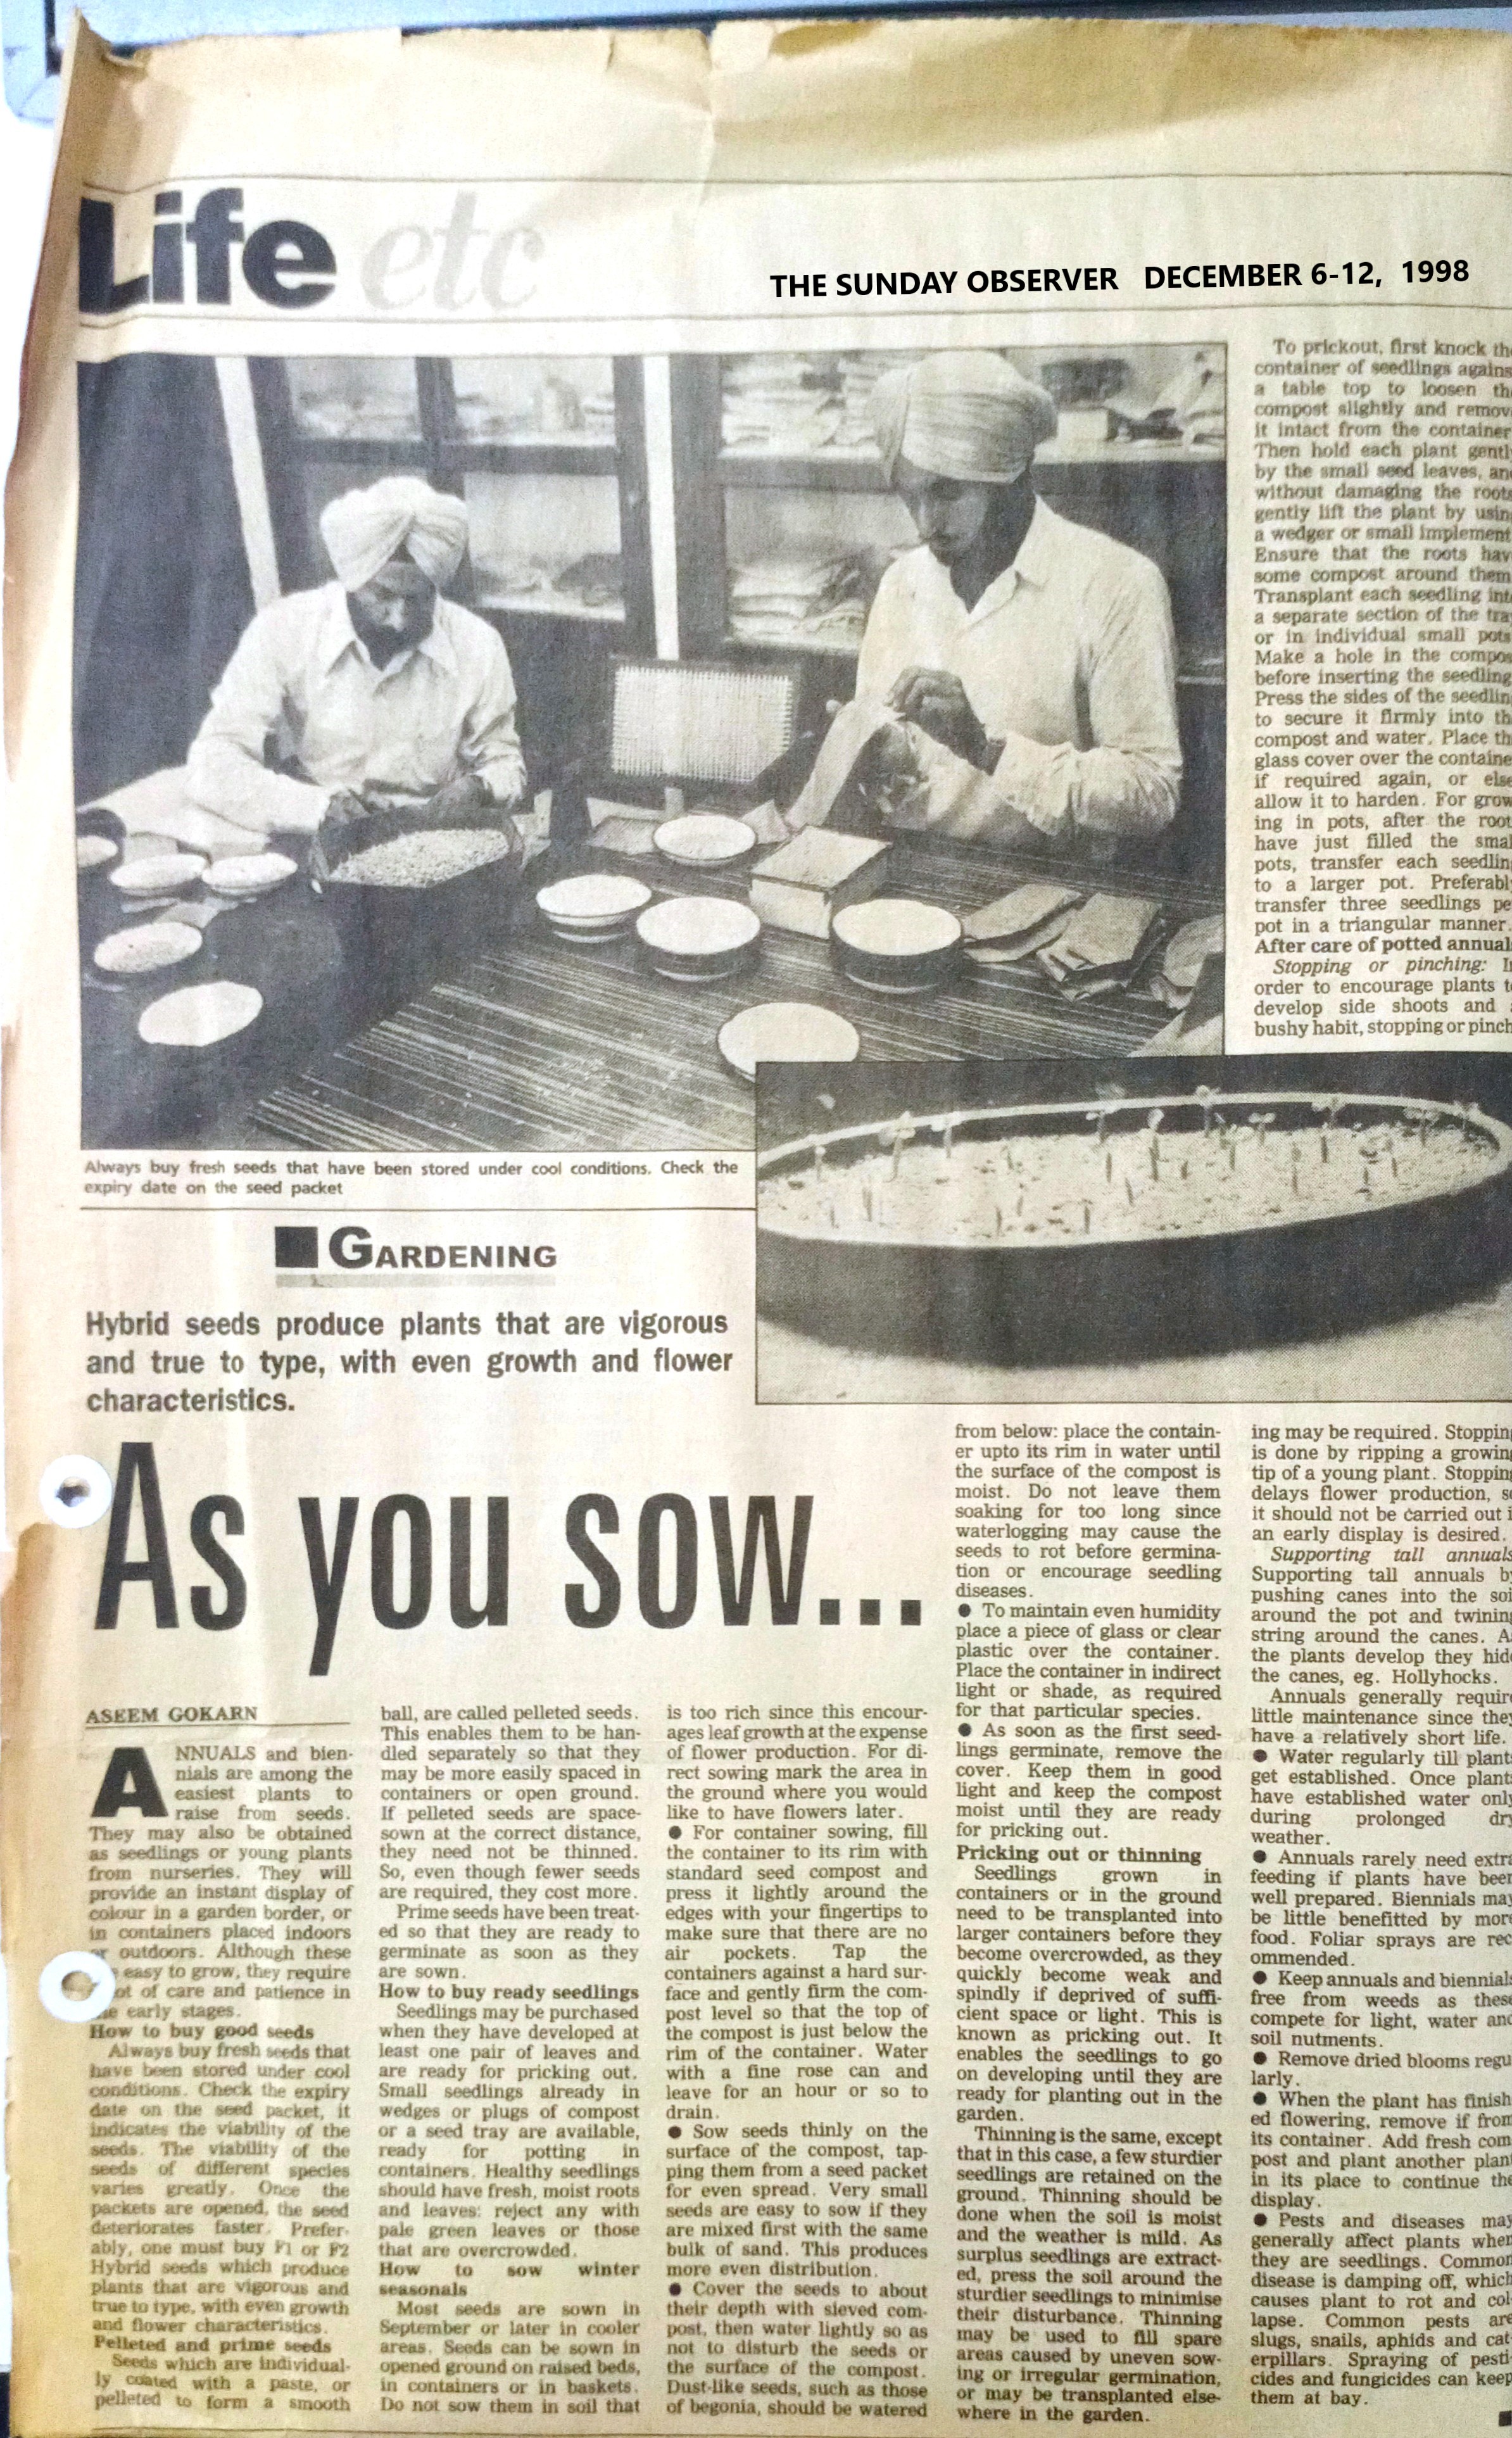 Life etc
THE SUNDAY OBSERVER DECEMBER 6-12, 1998
Always buy fresh seeds that have been stored under cool conditions. Check the
expiry date on the seed packet
GARDENING
Hybrid seeds produce plants that are vigorous
and true to type, with even growth and flower
characteristics.
As you sow...
ASEEM GOKARN
ANNUALS and bien-
nials are among the
easiest plants to
raise from seeds.
They may also be obtained
as seedlings or young plants
from nurseries. They will
provide an instant display of
colour in a garden border, or
in containers placed indoors
or outdoors. Although these
easy to grow, they require
ot of care and patience in
e early stages.
How to buy good seeds
Always buy fresh seeds that
have been stored under cool
conditions. Check the expiry
date on the seed packet, it
indicates the viability of the
seeds. The viability of the
seeds of different species
varies greatly. Once the
packets are opened, the seed
deteriorates faster. Prefer-
ably, one must buy F1 or F2
Hybrid seeds which produce
plants that are vigorous and
true to type, with even growth
and flower characteristics.
Pelleted and prime seeds
Seeds which are individual-
ly coated with a paste, or
pelleted to form a smooth
ball, are called pelleted seeds.
This enables them to be han-
dled separately so that they
may be more easily spaced in
containers or open ground.
If pelleted seeds are space-
sown at the correct distance,
they need not be thinned.
So, even though fewer seeds
are required, they cost more.
Prime seeds have been treat-
ed so that they are ready to
germinate as soon as they
are sown.
How to buy ready seedlings
Seedlings may be purchased
when they have developed at
least one pair of leaves and
are ready for pricking out.
Small seedlings already in
wedges or plugs of compost
or a seed tray are available,
ready for potting in
containers. Healthy seedlings
should have fresh, moist roots
and leaves: reject any with
pale green leaves or those
that are overcrowded.
How to sow winter
seasonals
Most seeds are sown in
September or later in cooler
areas. Seeds can be sown in
opened ground on raised beds,
in containers or in baskets.
Do not sow them in soil that
is too rich since this encour-
ages leaf growth at the expense
of flower production. For di-
rect sowing mark the area in
the ground where you would
like to have flowers later.
● For container sowing, fill
the container to its rim with
standard seed compost and
press it lightly around the
edges with your fingertips to
make sure that there are no
air pockets. Tap the
containers against a hard sur-
face and gently firm the com-
post level so that the top of
the compost is just below the
rim of the container. Water
with a fine rose can and
leave for an hour or so to
drain.
● Sow seeds thinly on the
surface of the compost, tap-
ping them from a seed packet
for even spread. Very small
seeds are easy to sow if they
are mixed first with the same
bulk of sand. This produces
more even distribution.
● Cover the seeds to about
their depth with sieved com-
post, then water lightly so as
not to disturb the seeds or
the surface of the compost.
Dust-like seeds, such as those
of begonia, should be watered
from below: place the contain-
er upto its rim in water until
the surface of the compost is
moist. Do not leave them
soaking for too long since
waterlogging may cause the
seeds to rot before germina-
tion or encourage seedling
diseases.
● To maintain even humidity
place a piece of glass or clear
plastic over the container.
Place the container in indirect
light or shade, as required
for that particular species.
● As soon as the first seed-
lings germinate, remove the
cover. Keep them in good
light and keep the compost
moist until they are ready
for pricking out.
Pricking out or thinning
Seedlings grown in
containers or in the ground
need to be transplanted into
larger containers before they
become overcrowded, as they
quickly become weak and
spindly if deprived of suffi-
cient space or light. This is
known as pricking out. It
enables the seedlings to go
on developing until they are
ready for planting out in the
garden.
Thinning is the same, except
that in this case, a few sturdier
seedlings are retained on the
ground. Thinning should be
done when the soil is moist
and the weather is mild. As
surplus seedlings are extract-
ed, press the soil around the
sturdier seedlings to minimise
their disturbance. Thinning
may be used to fill spare
areas caused by uneven sow-
ing or irregular germination,
or may be transplanted else-
where in the garden.
To prickout, first knock th
container of seedlings agains
a table top to loosen th
compost slightly and remov
it intact from the container
Then hold each plant gentl
by the small seed leaves, an
without damaging the root
gently lift the plant by usin
a wedger or small implement
Ensure that the roots hav
some compost around them
Transplant each seedling int
a separate section of the tra
or in individual small pots
Make a hole in the compos
before inserting the seedling
Press the sides of the seedlin
to secure it firmly into th
compost and water. Place th
glass cover over the containe
if required again, or else
allow it to harden. For grow
ing in pots, after the root
have just filled the smal
pots, transfer each seedlin
to a larger pot. Preferabl
transfer three seedlings pe
pot in a triangular manner.
After care of potted annual
Stopping or pinching: I
order to encourage plants t
develop side shoots and
bushy habit, stopping or pinch
ing may be required. Stoppin
is done by ripping a growin
tip of a young plant. Stoppin
delays flower production, s
it should not be carried out i
an early display is desired.
Supporting tall annuals
Supporting tall annuals b
pushing canes into the soi
around the pot and twinin
string around the canes. A
the plants develop they hid
the canes, eg. Hollyhocks.
Annuals generally requir
little maintenance since they
have a relatively short life.
● Water regularly till plant
get established. Once plant
have established water only
during prolonged dry
weather.
● Annuals rarely need extra
feeding if plants have been
well prepared. Biennials may
be little benefitted by more
food. Foliar sprays are rec
ommended.
● Keep annuals and biennials
free from weeds as these
compete for light, water and
soil nutments.
● Remove dried blooms regu
larly.
● When the plant has finish
ed flowering, remove if from
its container. Add fresh com
post and plant another plant
in its place to continue the
display.
● Pests and diseases may
generally affect plants when
they are seedlings. Common
disease is damping off, which
causes plant to rot and col
lapse. Common pests are
slugs, snails, aphids and cat
erpillars. Spraying of pesti
cides and fungicides can keep
them at bay.